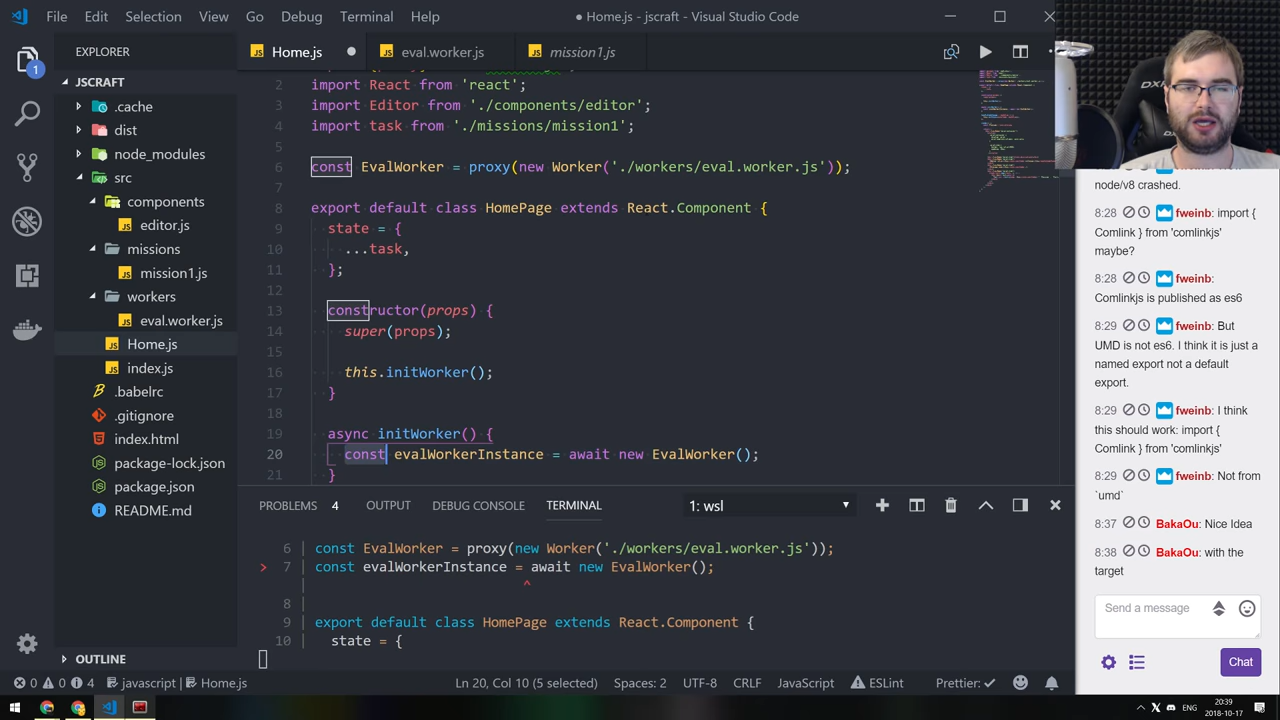 File Edit Selection View Go Debug Terminal Help
● Home.js - jscraft - Visual Studio Code
EXPLORER
JSCRAFT
.cache
dist
node_modules
src
components
editor.js
missions
mission1.js
workers
eval.worker.js
Home.js
index.js
.babelrc
.gitignore
index.html
package-lock.json
package.json
README.md
OUTLINE
1
JS Home.js ●
JS eval.worker.js
JS mission1.js
2 import React from 'react';
3 import Editor from './components/editor';
4 import task from './missions/mission1';
5
6 const EvalWorker = proxy(new Worker('./workers/eval.worker.js'));
7
8 export default class HomePage extends React.Component {
9 state = {
10 ...task,
11 };
12
13 constructor(props) {
14 super(props);
15
16 this.initWorker();
17 }
18
19 async initWorker() {
20 const evalWorkerInstance = await new EvalWorker();
21 }
PROBLEMS 4 OUTPUT DEBUG CONSOLE TERMINAL 1: wsl
6 | const EvalWorker = proxy(new Worker('./workers/eval.worker.js'));
> 7 | const evalWorkerInstance = await new EvalWorker();
| ^
8 |
9 | export default class HomePage extends React.Component {
10 | state = {
0 0 4 javascript | Home.js Ln 20, Col 10 (5 selected) Spaces: 2 UTF-8 CRLF JavaScript ESLint Prettier: ✓
DX
node/v8 crashed.
8:28 fweinb: import {
Comlink } from 'comlinkjs'
maybe?
8:28 fweinb:
Comlinkjs is published as es6
8:29 fweinb: But
UMD is not es6. I think it is just a
named export not a default
export.
8:29 fweinb: I think
this should work: import {
Comlink } from 'comlinkjs'
8:29 fweinb: Not from
`umd`
8:37 BakaOu: Nice Idea
8:38 BakaOu: with the
target
Send a message
Chat
ENG
20:39
2018-10-17